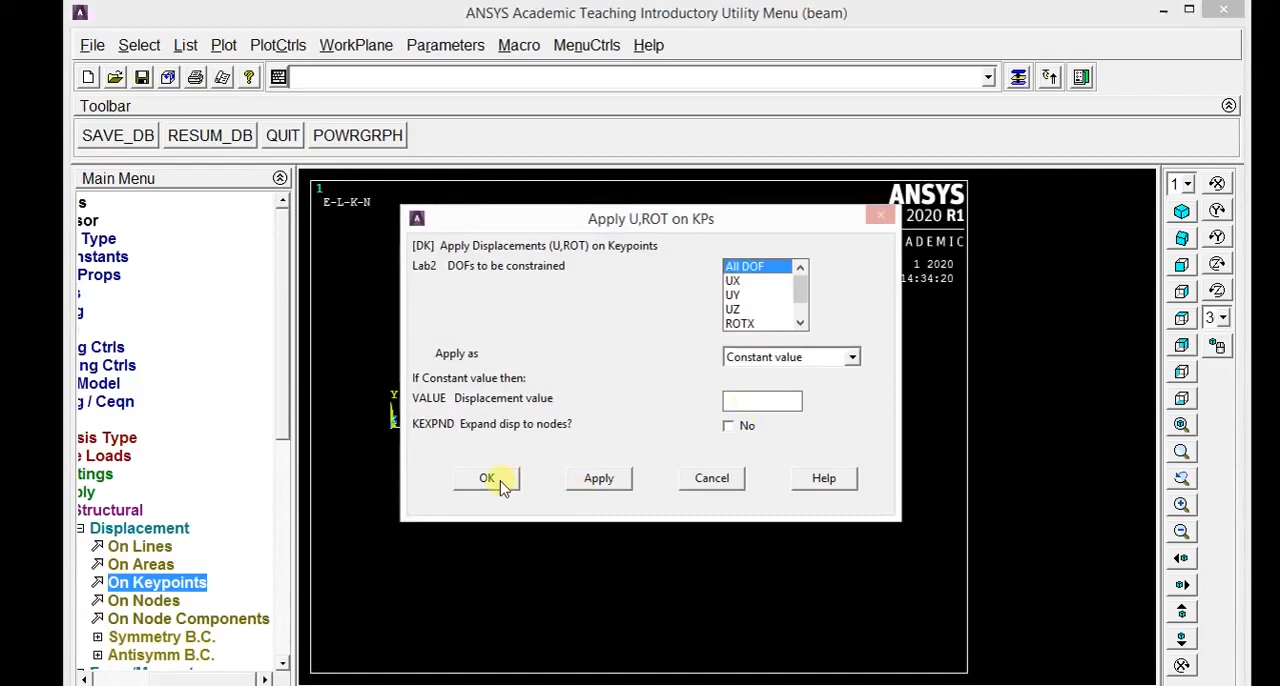 ANSYS Academic Teaching Introductory Utility Menu (beam)
File Select List Plot PlotCtrls WorkPlane Parameters Macro MenuCtrls Help
Toolbar
SAVE_DB RESUM_DB QUIT POWRGRPH
Main Menu
s
sor
Type
nstants
Props
s
g
ng Ctrls
ing Ctrls
Model
g / Ceqn
sis Type
e Loads
ttings
ply
Structural
Displacement
On Lines
On Areas
On Keypoints
On Nodes
On Node Components
Symmetry B.C.
Antisymm B.C.
1
E-L-K-N
ANSYS
2020 R1
ADEMIC
1 2020
14:34:20
Y
Apply U,ROT on KPs
[DK] Apply Displacements (U,ROT) on Keypoints
Lab2 DOFs to be constrained
All DOF
UX
UY
UZ
ROTX
Apply as Constant value
If Constant value then:
VALUE Displacement value
KEXPND Expand disp to nodes? No
OK Apply Cancel Help
1
3